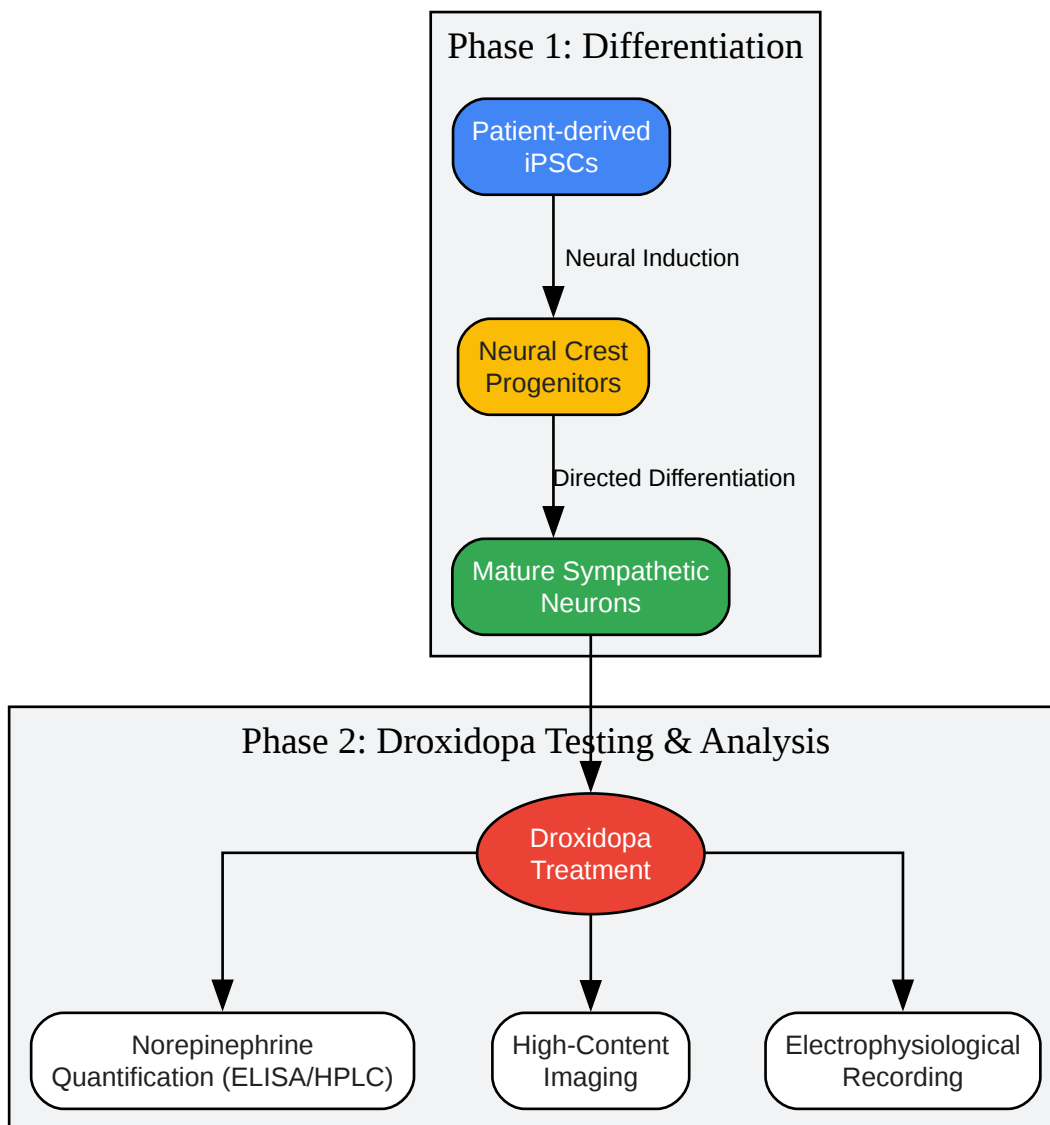 Phase 1: Differentiation
Patient-derived
iPSCs
Neural Induction
Neural Crest
Progenitors
Directed Differentiation
Mature Sympathetic
Neurons
Phase 2: Droxidopa Testing & Analysis
Droxidopa
Treatment
Norepinephrine
Quantification (ELISA/HPLC)
High-Content
Imaging
Electrophysiological
Recording